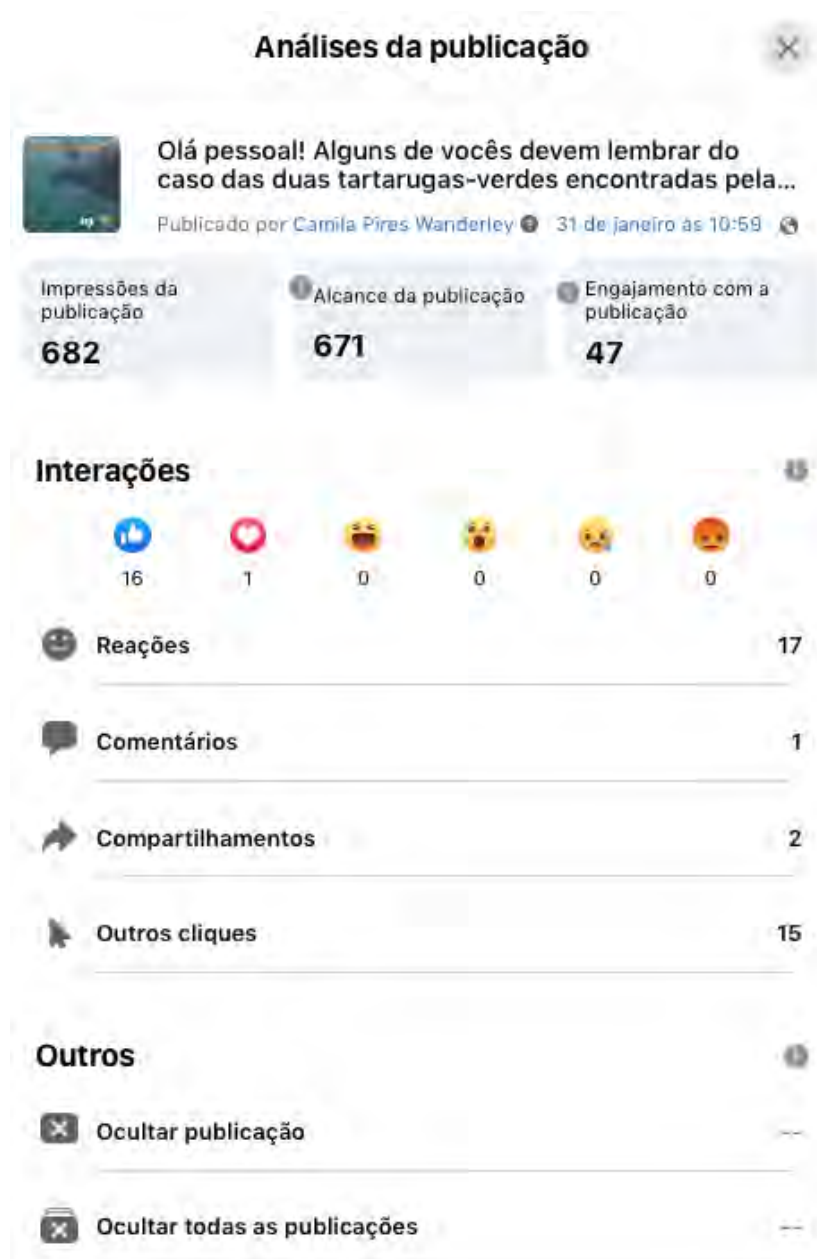 Análises da publicação
Olá pessoal! Alguns de vocês devem lembrar do
caso das duas tartarugas-verdes encontradas pela...
Publicado por Camila Pires Wanderley 31 de janeiro às 10:59
Impressões da
publicação
682
Alcance da publicação
671
Engajamento com a
publicação
47
Interações
16 1 0 0 0 0
Reações 17
Comentários 1
Compartilhamentos 2
Outros cliques 15
Outros
Ocultar publicação --
Ocultar todas as publicações --